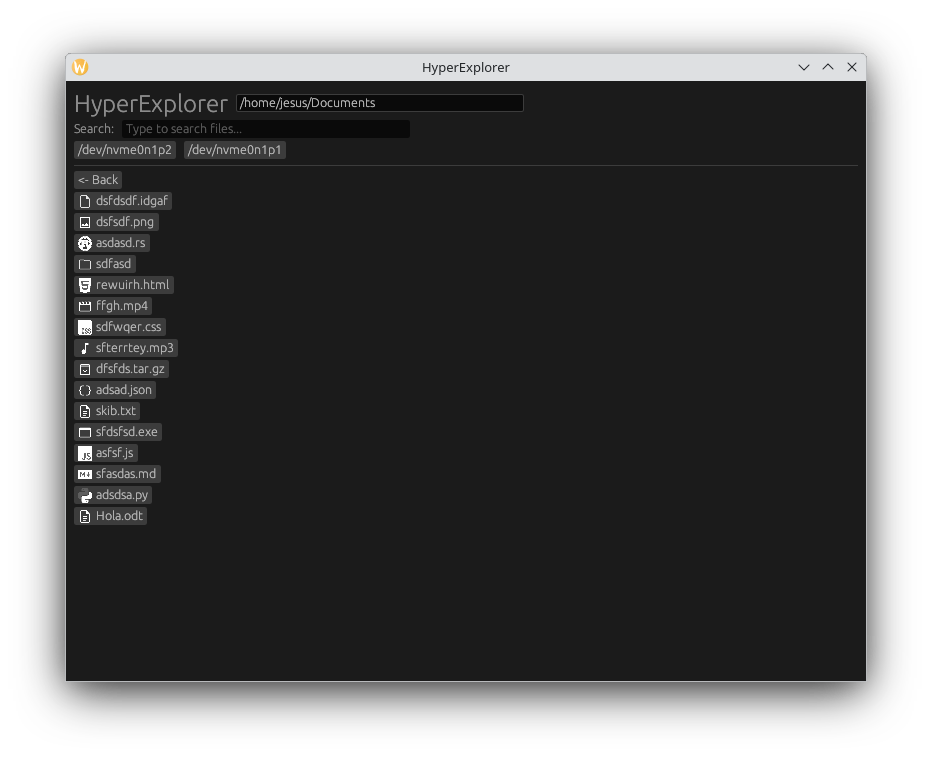 HyperExplorer
HyperExplorer /home/jesus/Documents
Search: Type to search files...
/dev/nvme0n1p2 /dev/nvme0n1p1
<- Back
dsfdsdf.idgaf
dsfsdf.png
asdasd.rs
sdfasd
rewuirh.html
ffgh.mp4
sdfwqer.css
sfterrtey.mp3
dfsfds.tar.gz
adsad.json
skib.txt
sfdsfsd.exe
asfsf.js
sfasdas.md
adsdsa.py
Hola.odt